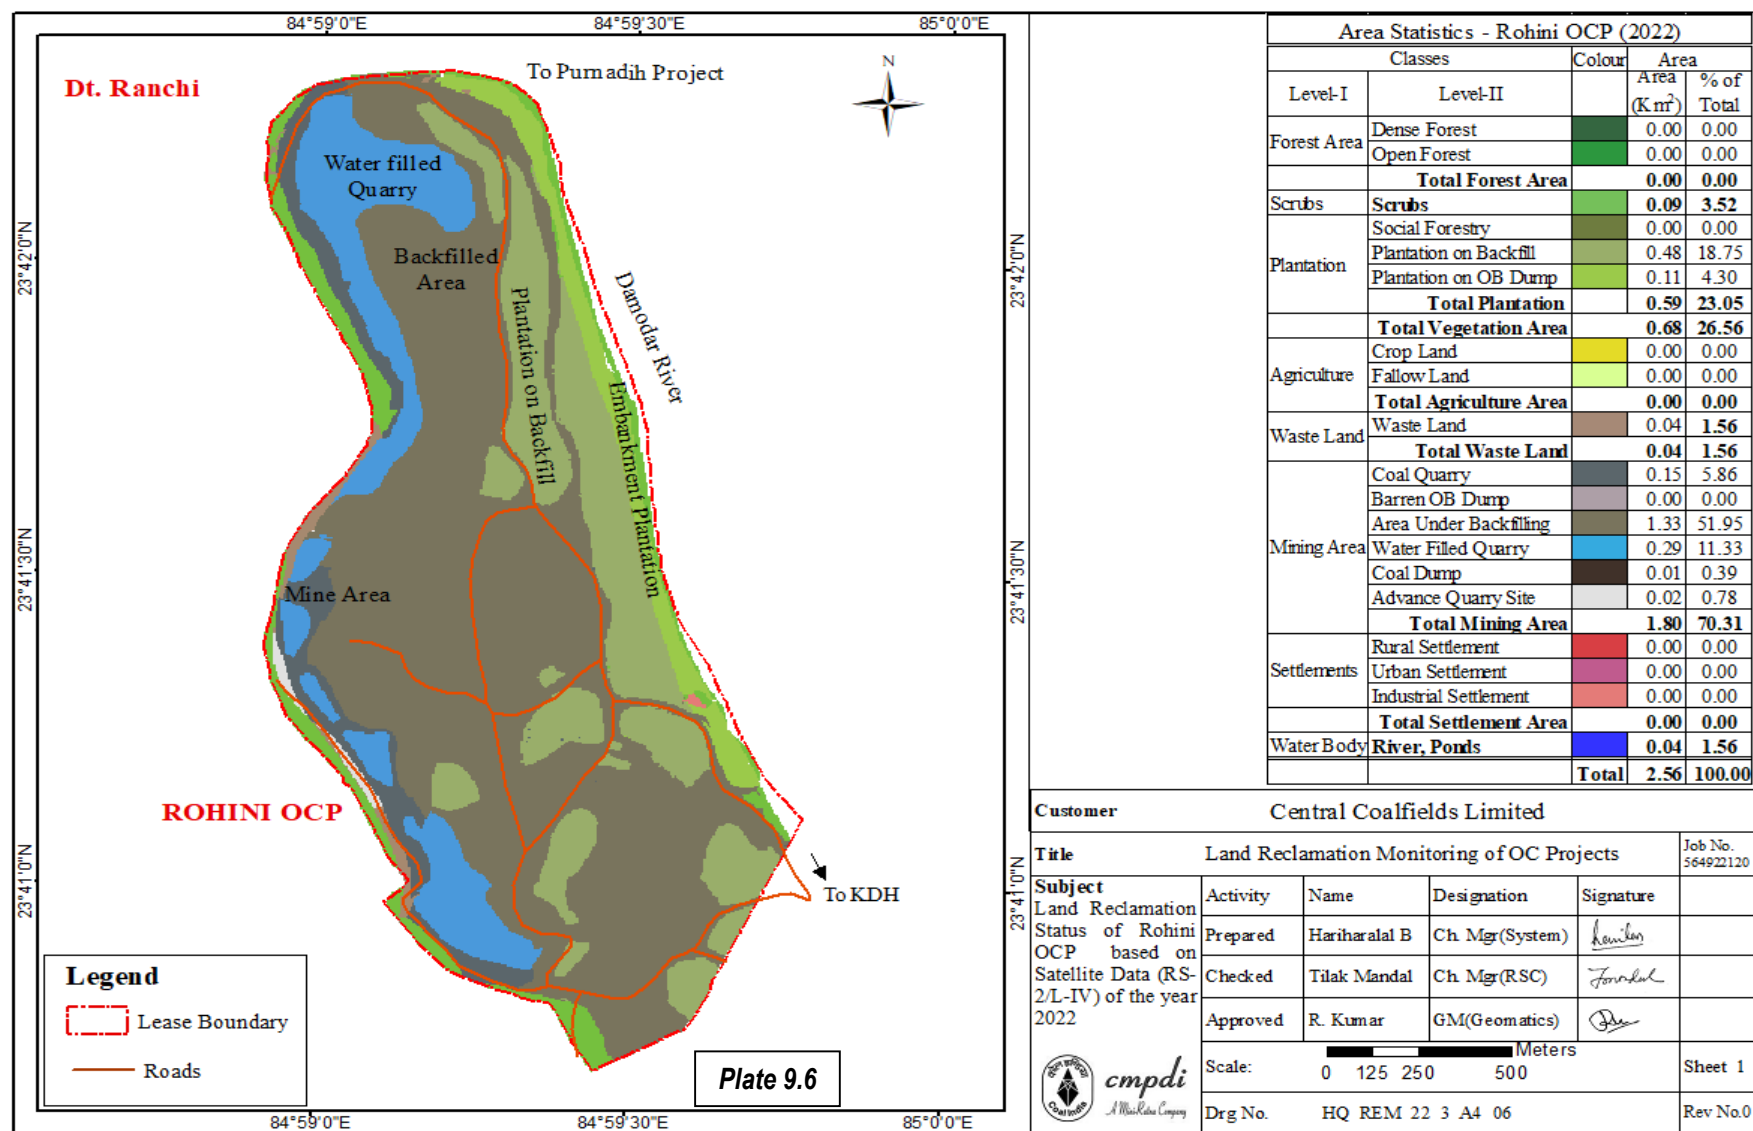 84°59'0"E 84°59'30"E 85°0'0"E
Dt. Ranchi
To Purnadih Project
N
Water filled
Quarry
Backfilled
Area
Plantation on Backfill
Damodar River
Embankment Plantation
Mine Area
ROHINI OCP
To KDH
23°42'0"N
23°41'30"N
23°41'0"N
23°42'0"N
23°41'30"N
23°41'0"N
Legend
Lease Boundary
Roads
Plate 9.6
84°59'0"E 84°59'30"E 85°0'0"E
Area Statistics - Rohini OCP (2022)
Classes Colour Area
Level-I Level-II Area (Km²) % of Total
Forest Area Dense Forest 0.00 0.00
Open Forest 0.00 0.00
Total Forest Area 0.00 0.00
Scrubs Scrubs 0.09 3.52
Plantation Social Forestry 0.00 0.00
Plantation on Backfill 0.48 18.75
Plantation on OB Dump 0.11 4.30
Total Plantation 0.59 23.05
Total Vegetation Area 0.68 26.56
Agriculture Crop Land 0.00 0.00
Fallow Land 0.00 0.00
Total Agriculture Area 0.00 0.00
Waste Land Waste Land 0.04 1.56
Total Waste Land 0.04 1.56
Mining Area Coal Quarry 0.15 5.86
Barren OB Dump 0.00 0.00
Area Under Backfilling 1.33 51.95
Water Filled Quarry 0.29 11.33
Coal Dump 0.01 0.39
Advance Quarry Site 0.02 0.78
Total Mining Area 1.80 70.31
Settlements Rural Settlement 0.00 0.00
Urban Settlement 0.00 0.00
Industrial Settlement 0.00 0.00
Total Settlement Area 0.00 0.00
Water Body River, Ponds 0.04 1.56
Total 2.56 100.00
Customer Central Coalfields Limited
Title Land Reclamation Monitoring of OC Projects
Job No.
564922120
Subject
Land Reclamation
Status of Rohini
OCP based on
Satellite Data (RS-
2/L-IV) of the year
2022
Activity Name Designation Signature
Prepared Hariharalal B Ch. Mgr(System)
Checked Tilak Mandal Ch. Mgr(RSC)
Approved R. Kumar GM(Geomatics)
Coal India
cmpdi
A Mini Ratna Company
Scale: 0 125 250 500 Meters
Sheet 1
Drg No. HQ REM 22 3 A4 06
Rev No.0